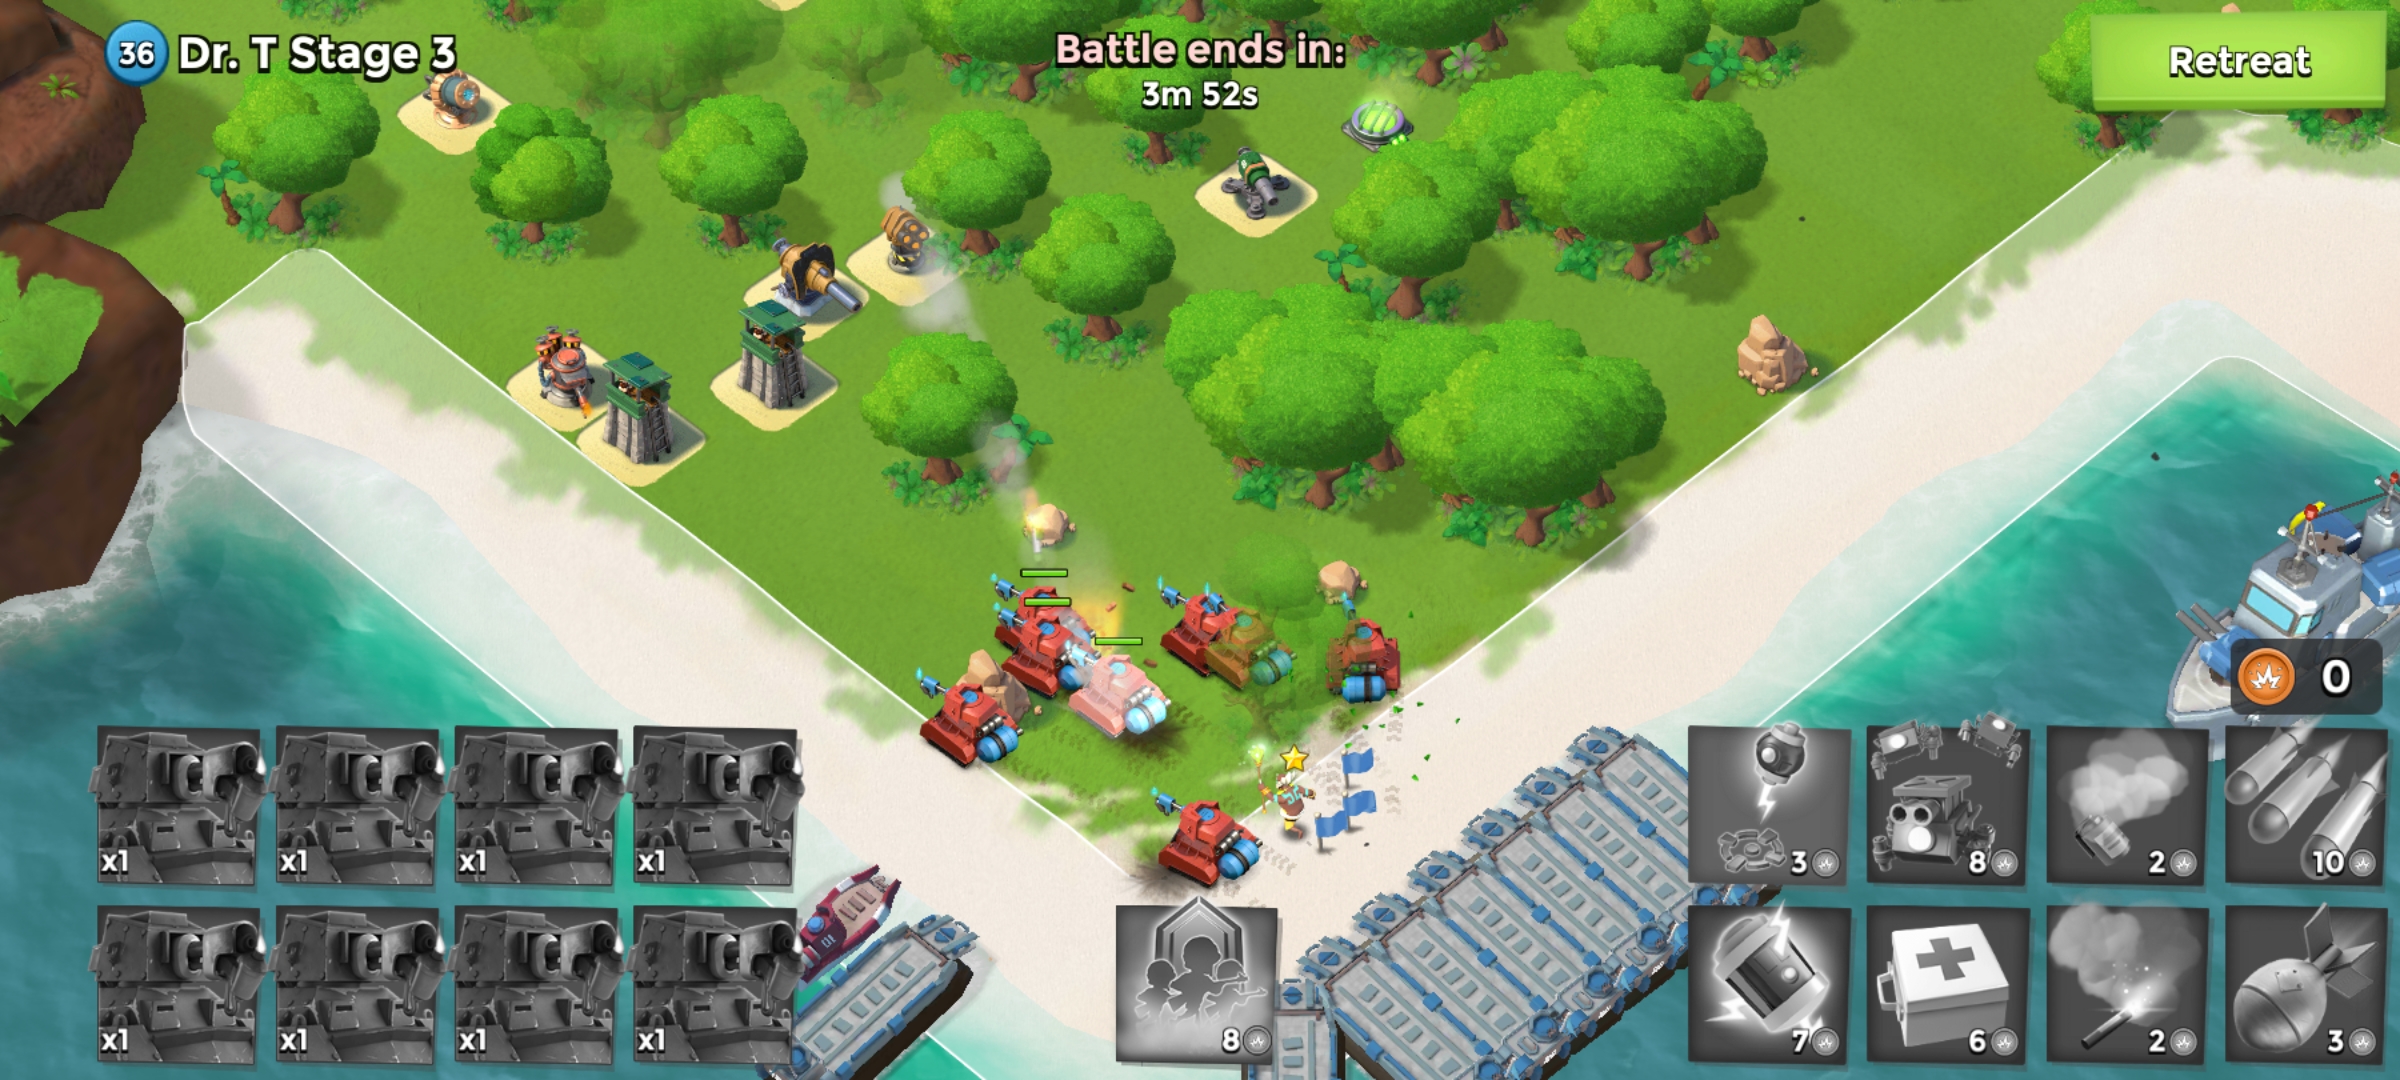 36 Dr. T Stage 3
Battle ends in:
3m 52s
Retreat
0
x1 x1 x1 x1
3 8 2 10
x1 x1 x1 x1
8
7 6 2 3